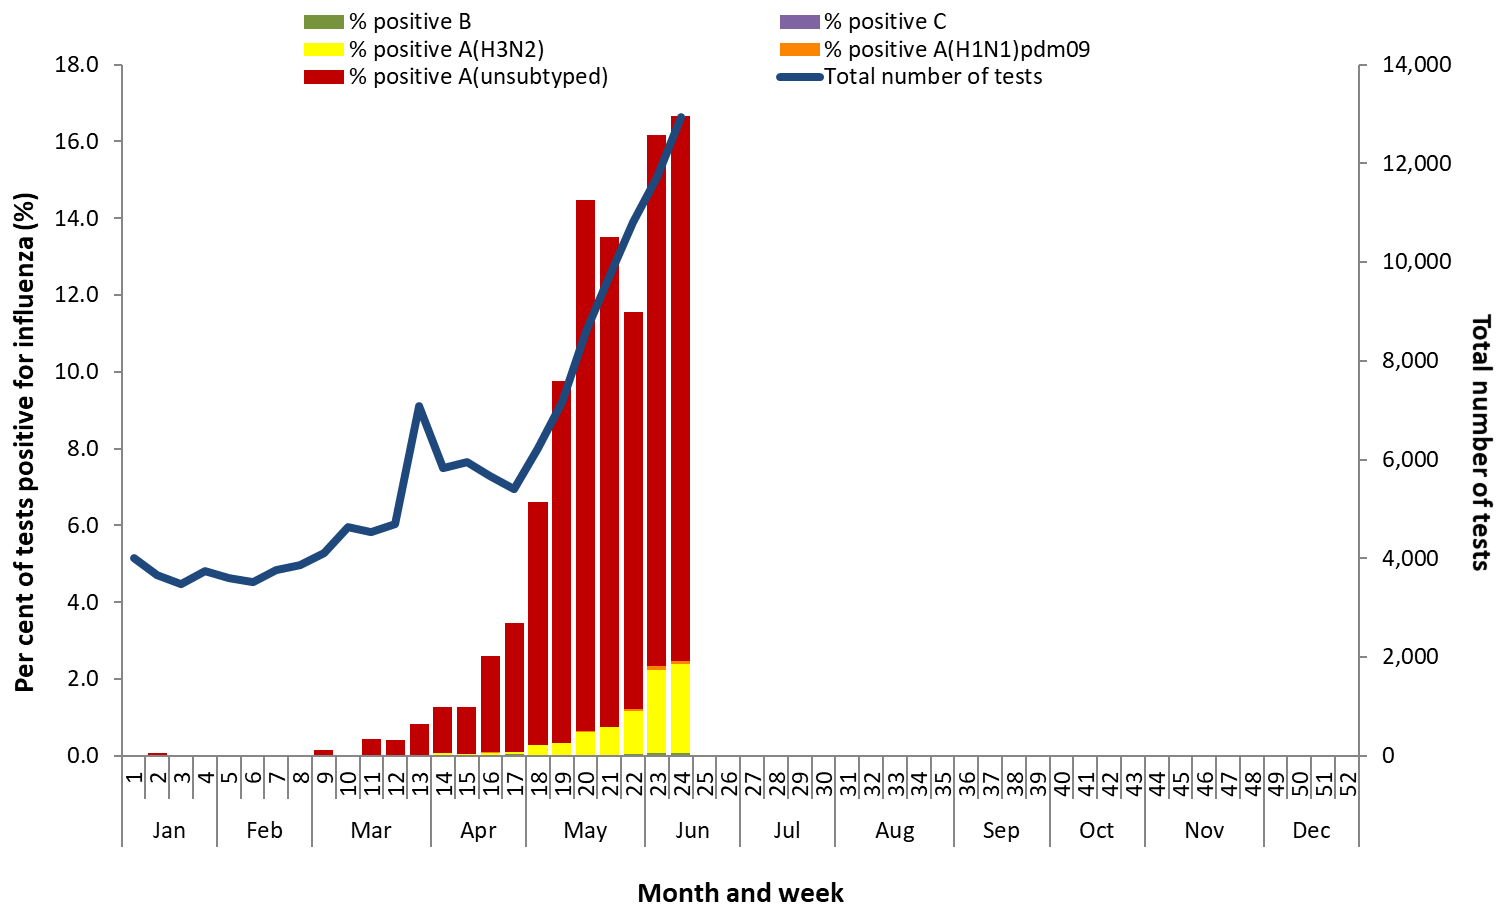 % positive B
% positive C
% positive A(H3N2)
% positive A(H1N1)pdm09
% positive A(unsubtyped)
Total number of tests
18.0
16.0
14.0
12.0
10.0
8.0
6.0
4.0
2.0
0.0
Per cent of tests positive for influenza (%)
14,000
12,000
10,000
8,000
6,000
4,000
2,000
0
Total number of tests
1 2 3 4 5 6 7 8 9 10 11 12 13 14 15 16 17 18 19 20 21 22 23 24 25 26 27 28 29 30 31 32 33 34 35 36 37 38 39 40 41 42 43 44 45 46 47 48 49 50 51 52
Jan Feb Mar Apr May Jun Jul Aug Sep Oct Nov Dec
Month and week